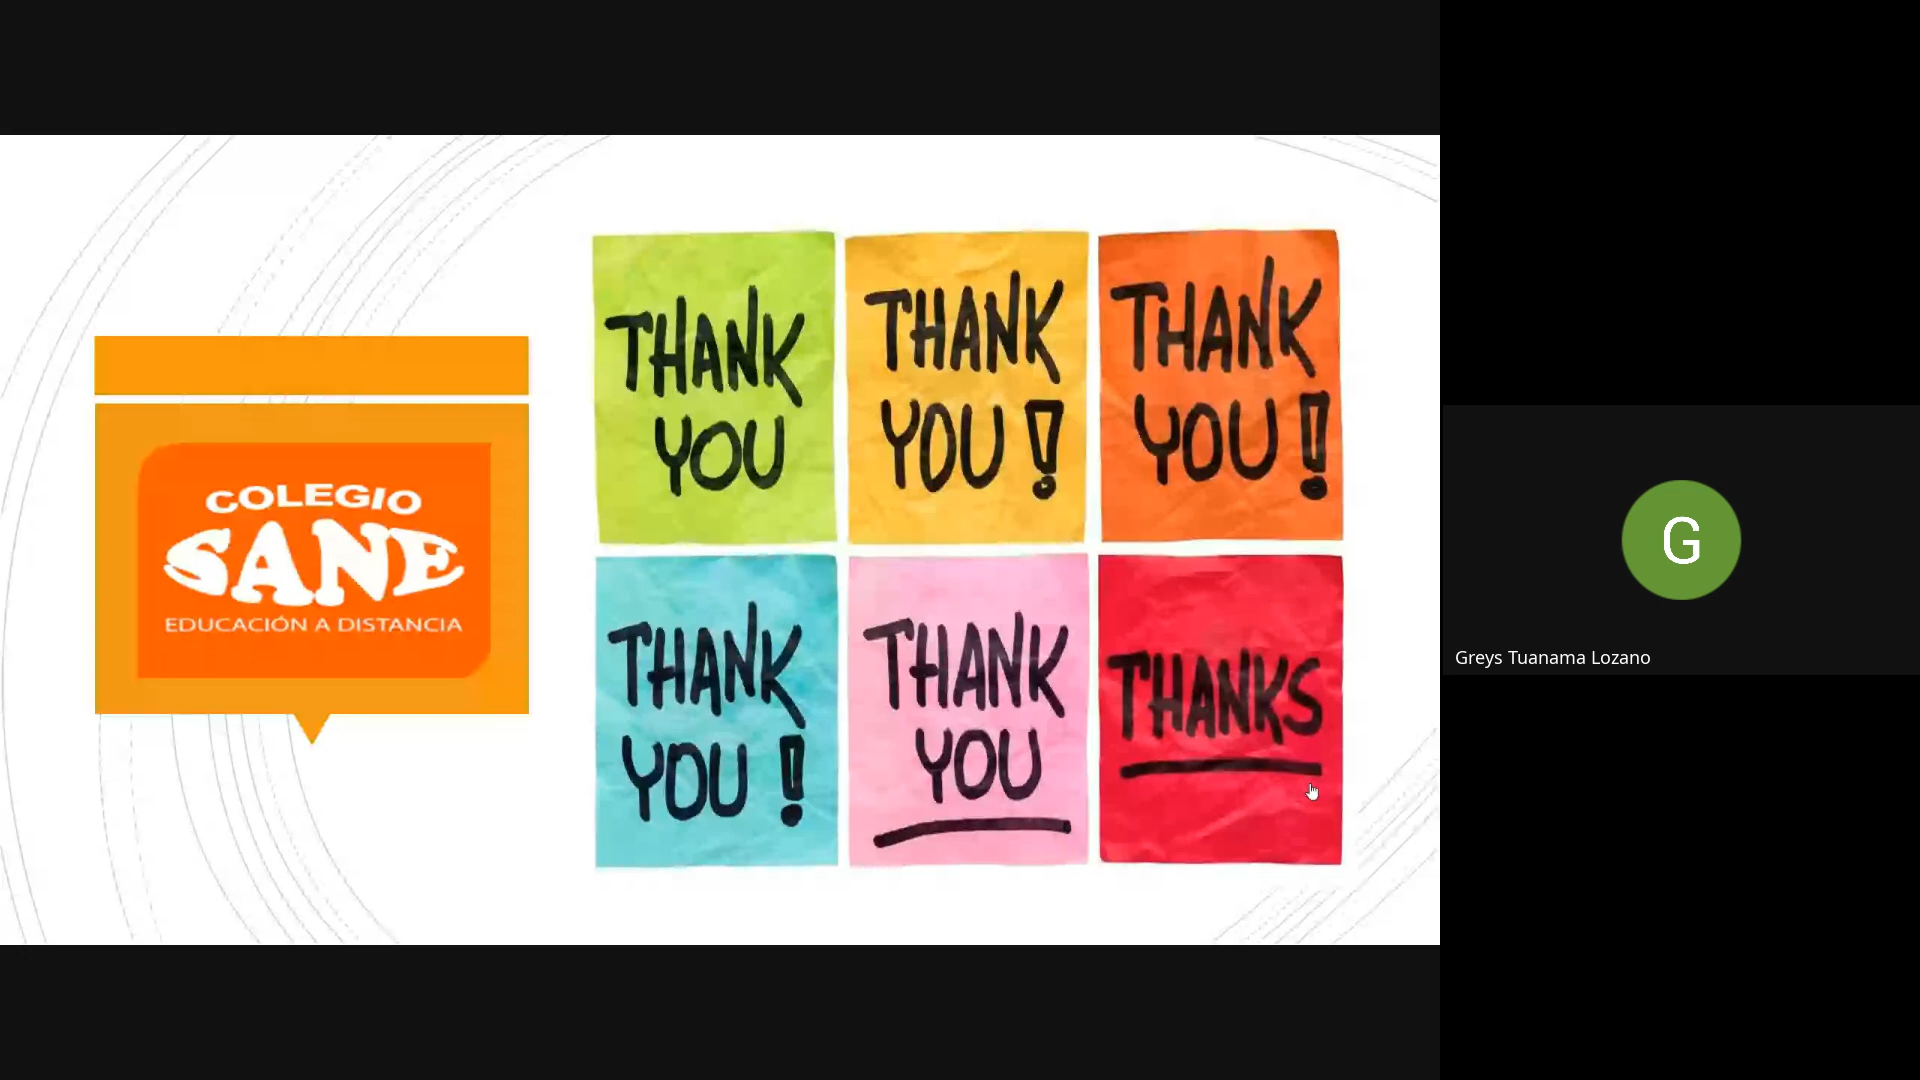 COLEGIO
SANE
EDUCACIÓN A DISTANCIA
THANK
YOU
THANK
YOU!
THANK
YOU!
THANK
YOU!
THANK
YOU
THANKS
G
Greys Tuanama Lozano